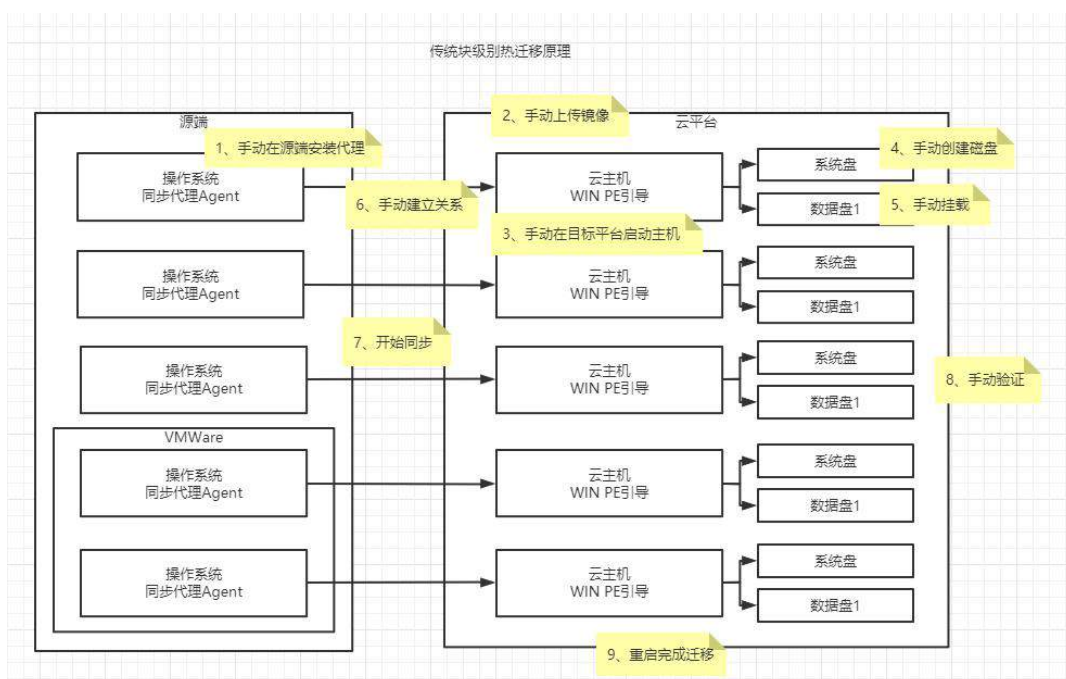 传统块级别热迁移原理
源端
1、手动在源端安装代理
操作系统
同步代理Agent
操作系统
同步代理Agent
操作系统
同步代理Agent
VMWare
操作系统
同步代理Agent
操作系统
同步代理Agent
6、手动建立关系
7、开始同步
2、手动上传镜像
云平台
云主机
WIN PE引导
3、手动在目标平台启动主机
云主机
WIN PE引导
云主机
WIN PE引导
云主机
WIN PE引导
云主机
WIN PE引导
4、手动创建磁盘
系统盘
5、手动挂载
数据盘1
系统盘
数据盘1
系统盘
数据盘1
8、手动验证
系统盘
数据盘1
系统盘
数据盘1
9、重启完成迁移